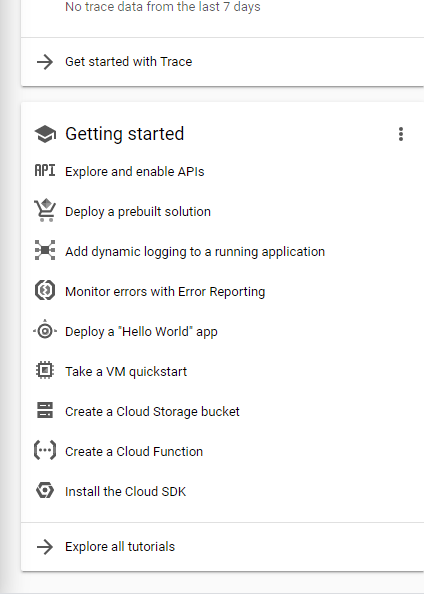 No trace data from the last 7 days
Get started with Trace
Getting started
API Explore and enable APIs
Deploy a prebuilt solution
Add dynamic logging to a running application
Monitor errors with Error Reporting
Deploy a "Hello World" app
Take a VM quickstart
Create a Cloud Storage bucket
Create a Cloud Function
Install the Cloud SDK
Explore all tutorials